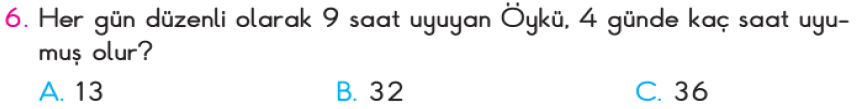 6. Her gün düzenli olarak 9 saat uyuyan Öykü, 4 günde kaç saat uyu-
muş olur?
A. 13 B. 32 C. 36